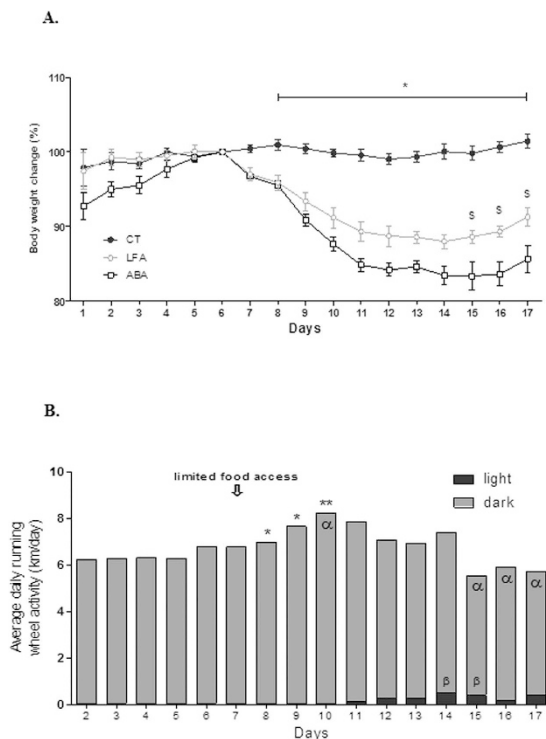 A.
110
*
100
Body weight change (%)
90
$ $ $
CT
LFA
ABA
80
1 2 3 4 5 6 7 8 9 10 11 12 13 14 15 16 17
Days
B.
limited food access
light
dark
10
8
6
4
2
0
Average daily running
wheel activity (km/day)
* * **
α α α α
β β
2 3 4 5 6 7 8 9 10 11 12 13 14 15 16 17
Days